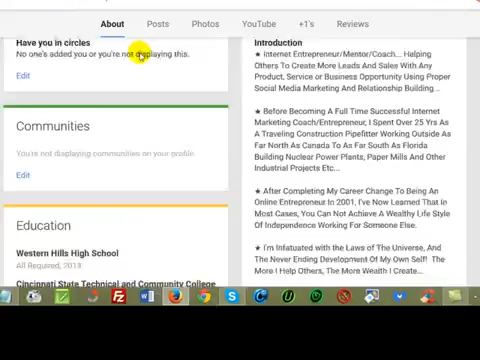 About Posts Photos YouTube +1's Reviews
Have you in circles
No one's added you or you're not displaying this.
Edit
Communities
You're not displaying communities on your profile.
Edit
Education
Western Hills High School
All Required, 2013
Cincinnati State Technical and Community College
Introduction
★ Internet Entrepreneur/Mentor/Coach... Helping
Others To Create More Leads And Sales With Any
Product, Service or Business Opportunity Using Proper
Social Media Marketing And Relationship Building...
★ Before Becoming A Full Time Successful Internet
Marketing Coach/Entrepreneur, I Spent Over 25 Yrs As
A Traveling Construction Pipefitter Working Outside As
Far North As Canada To As Far South As Florida
Building Nuclear Power Plants, Paper Mills And Other
Industrial Projects Etc...
★ After Completing My Career Change To Being An
Online Entrepreneur In 2001, I've Now Learned That In
Most Cases, You Can Not Achieve A Wealthy Life Style
Of Independence Working For Someone Else.
★ I'm Infatuated with the Laws of The Universe, And
The Never Ending Development Of My Own Self! The
More I Help Others, The More Wealth I Create...